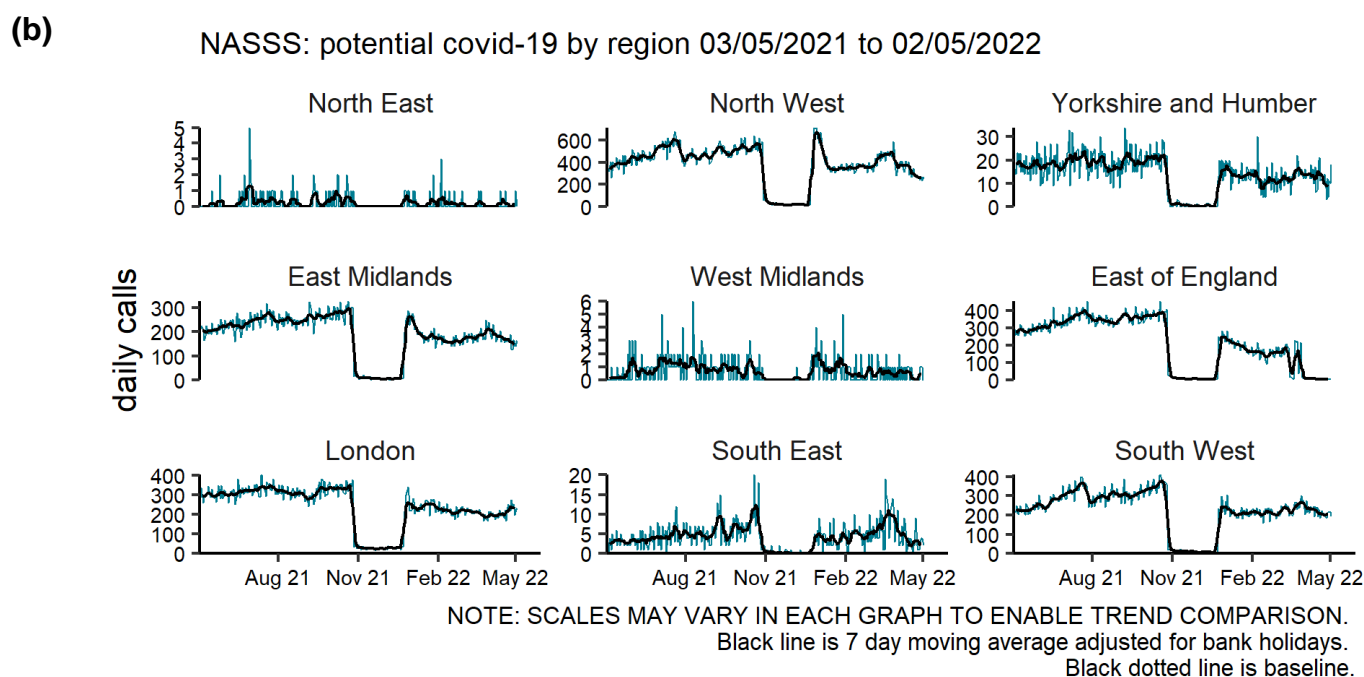 (b)
NASSS: potential covid-19 by region 03/05/2021 to 02/05/2022
North East
5
4
3
2
1
0
North West
600
400
200
0
Yorkshire and Humber
30
20
10
0
daily calls
East Midlands
300
200
100
0
West Midlands
6
5
4
3
2
1
0
East of England
400
300
200
100
0
London
400
300
200
100
0
Aug 21 Nov 21 Feb 22 May 22
South East
20
15
10
5
0
Aug 21 Nov 21 Feb 22 May 22
South West
400
300
200
100
0
Aug 21 Nov 21 Feb 22 May 22
NOTE: SCALES MAY VARY IN EACH GRAPH TO ENABLE TREND COMPARISON.
Black line is 7 day moving average adjusted for bank holidays.
Black dotted line is baseline.